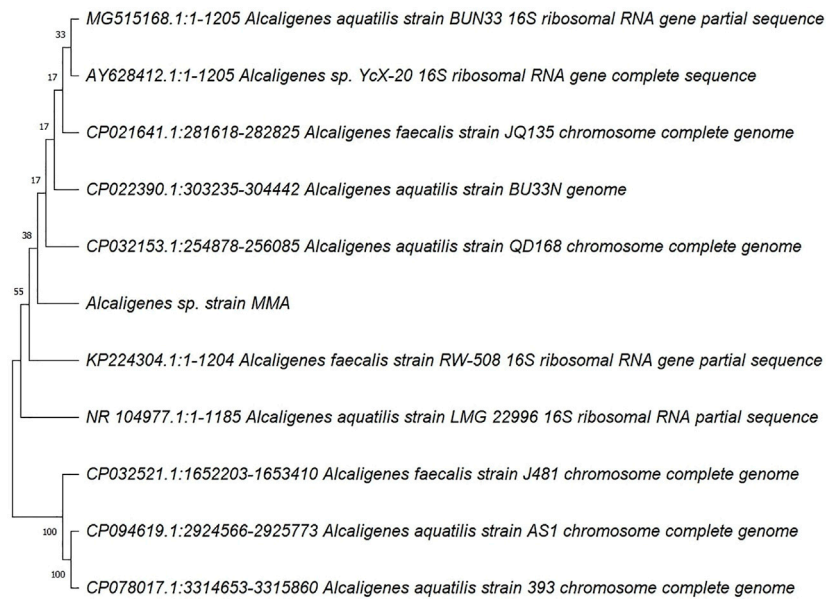 33
MG515168.1:1-1205 Alcaligenes aquatilis strain BUN33 16S ribosomal RNA gene partial sequence
17
AY628412.1:1-1205 Alcaligenes sp. YcX-20 16S ribosomal RNA gene complete sequence
17
CP021641.1:281618-282825 Alcaligenes faecalis strain JQ135 chromosome complete genome
17
CP022390.1:303235-304442 Alcaligenes aquatilis strain BU33N genome
38
CP032153.1:254878-256085 Alcaligenes aquatilis strain QD168 chromosome complete genome
55
Alcaligenes sp. strain MMA
KP224304.1:1-1204 Alcaligenes faecalis strain RW-508 16S ribosomal RNA gene partial sequence
NR 104977.1:1-1185 Alcaligenes aquatilis strain LMG 22996 16S ribosomal RNA partial sequence
CP032521.1:1652203-1653410 Alcaligenes faecalis strain J481 chromosome complete genome
100
CP094619.1:2924566-2925773 Alcaligenes aquatilis strain AS1 chromosome complete genome
100
CP078017.1:3314653-3315860 Alcaligenes aquatilis strain 393 chromosome complete genome